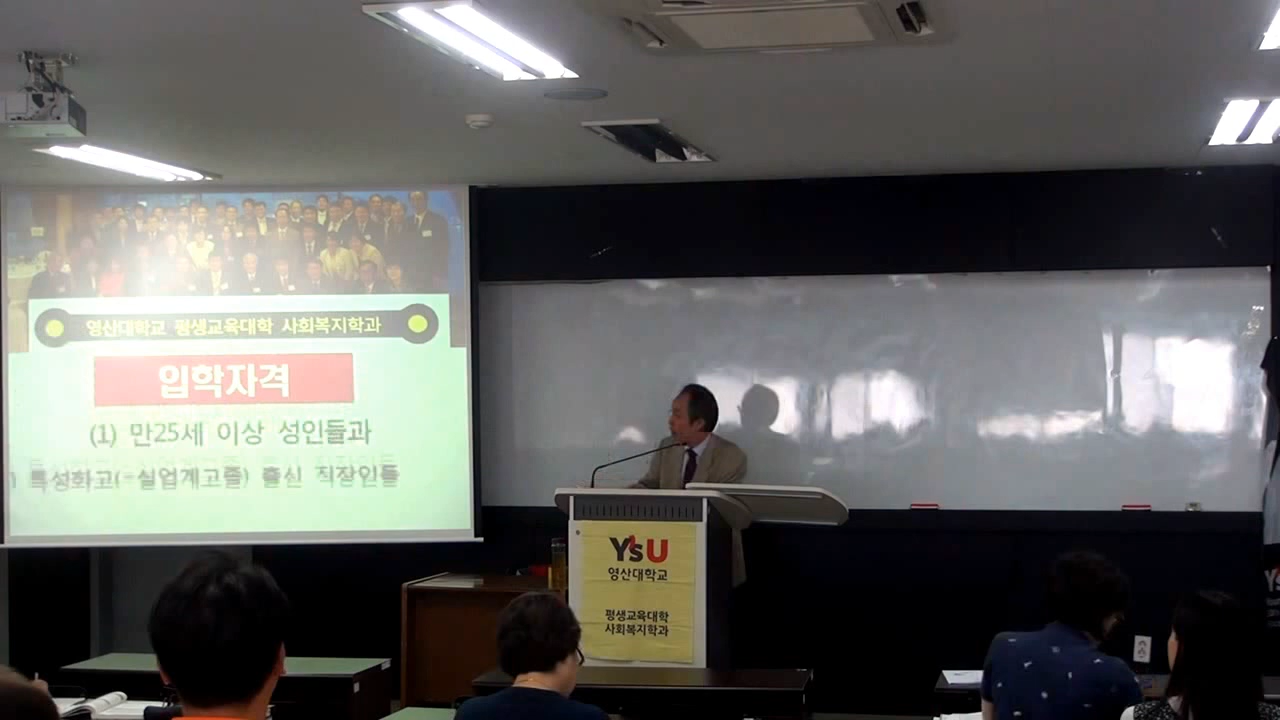 영산대학교 평생교육대학 사회복지학과
입학자격
(1) 만25세 이상 성인들과
특성화고(=실업계고졸) 출신 직장인들
Y'sU
영산대학교
평생교육대학
사회복지학과